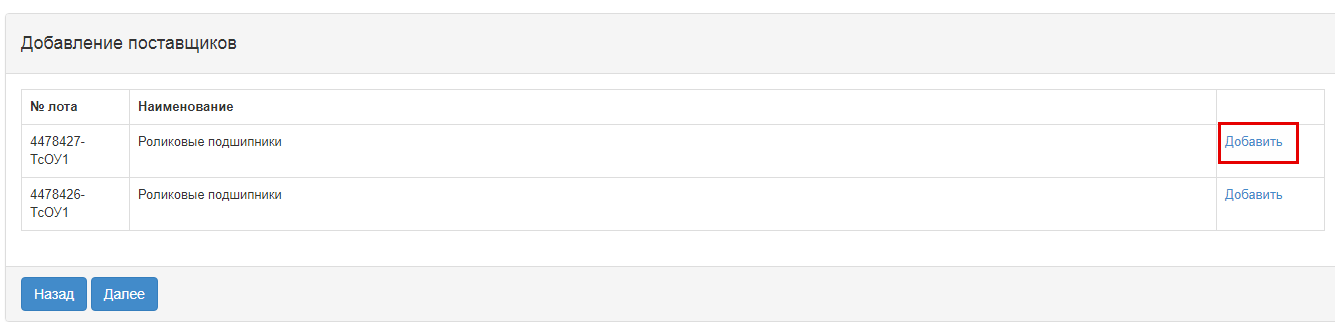 Добавление поставщиков
№ лота Наименование
4478427- Роликовые подшипники Добавить
ТсОУ1
4478426- Роликовые подшипники Добавить
ТсОУ1
Назад Далее